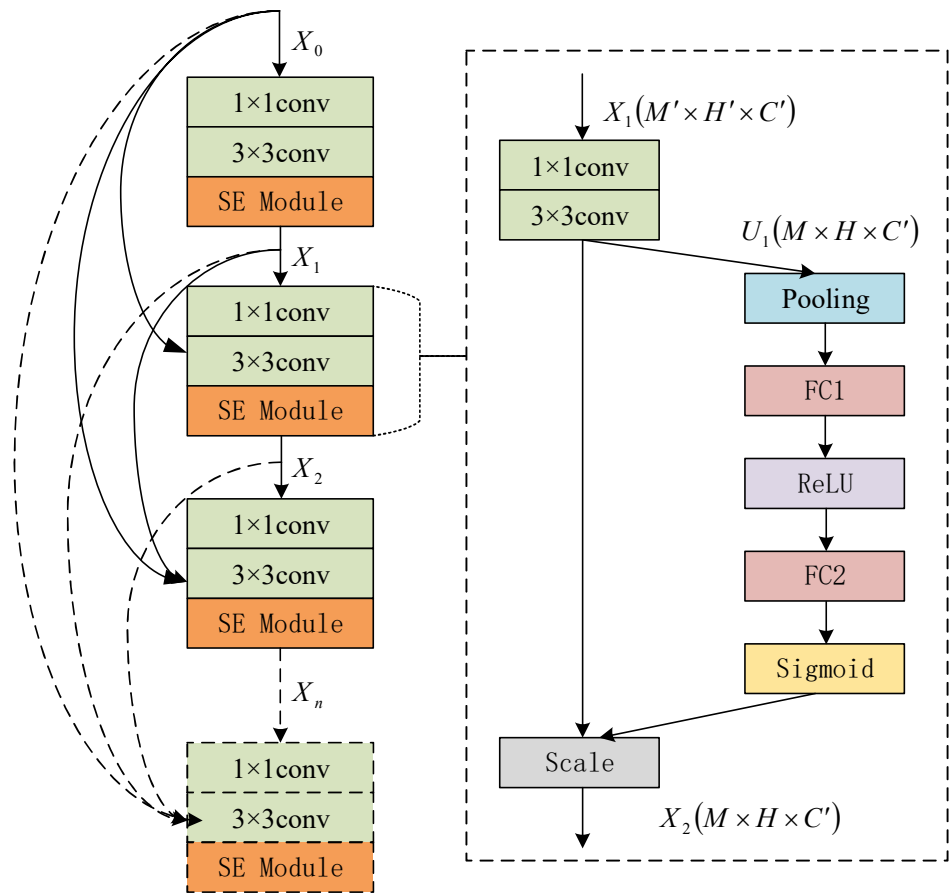 X₀
1×1conv
3×3conv
SE Module
X₁
1×1conv
3×3conv
SE Module
X₂
1×1conv
3×3conv
SE Module
Xₙ
1×1conv
3×3conv
SE Module
X₁(M′×H′×C′)
1×1conv
3×3conv
U₁(M×H×C′)
Pooling
FC1
ReLU
FC2
Sigmoid
Scale
X₂(M×H×C′)